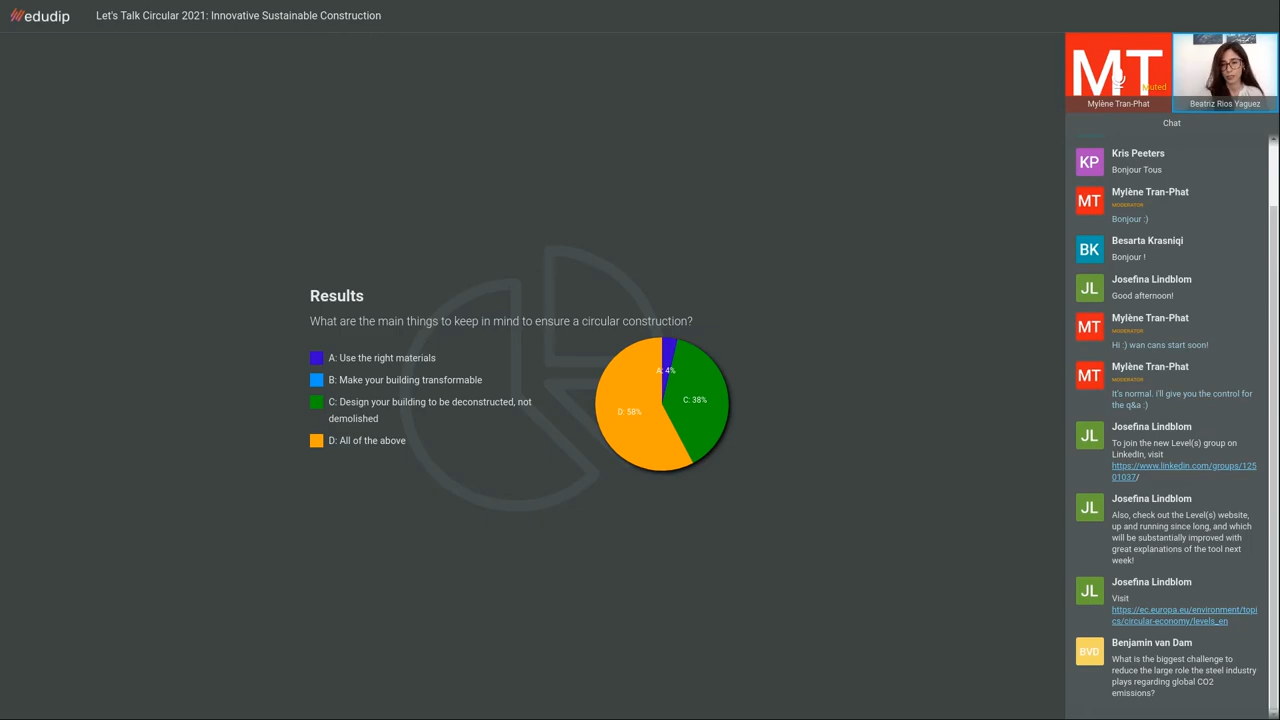 edudip
Let's Talk Circular 2021: Innovative Sustainable Construction
MT
Muted
Mylène Tran-Phat
Beatriz Rios Yaguez
Results
What are the main things to keep in mind to ensure a circular construction?
A: Use the right materials
B: Make your building transformable
C: Design your building to be deconstructed, not
demolished
D: All of the above
A: 4%
C: 38%
D: 58%
Chat
KP
Kris Peeters
Bonjour Tous
MT
Mylène Tran-Phat
MODERATOR
Bonjour :)
BK
Besarta Krasniqi
Bonjour !
JL
Josefina Lindblom
Good afternoon!
MT
Mylène Tran-Phat
MODERATOR
Hi :) wan cans start soon!
MT
Mylène Tran-Phat
MODERATOR
It's normal. i'll give you the control for
the q&a :)
JL
Josefina Lindblom
To join the new Level(s) group on
LinkedIn, visit
https://www.linkedin.com/groups/125
01037/
JL
Josefina Lindblom
Also, check out the Level(s) website,
up and running since long, and which
will be substantially improved with
great explanations of the tool next
week!
JL
Josefina Lindblom
Visit
https://ec.europa.eu/environment/topi
cs/circular-economy/levels_en
BVD
Benjamin van Dam
What is the biggest challenge to
reduce the large role the steel industry
plays regarding global CO2
emissions?